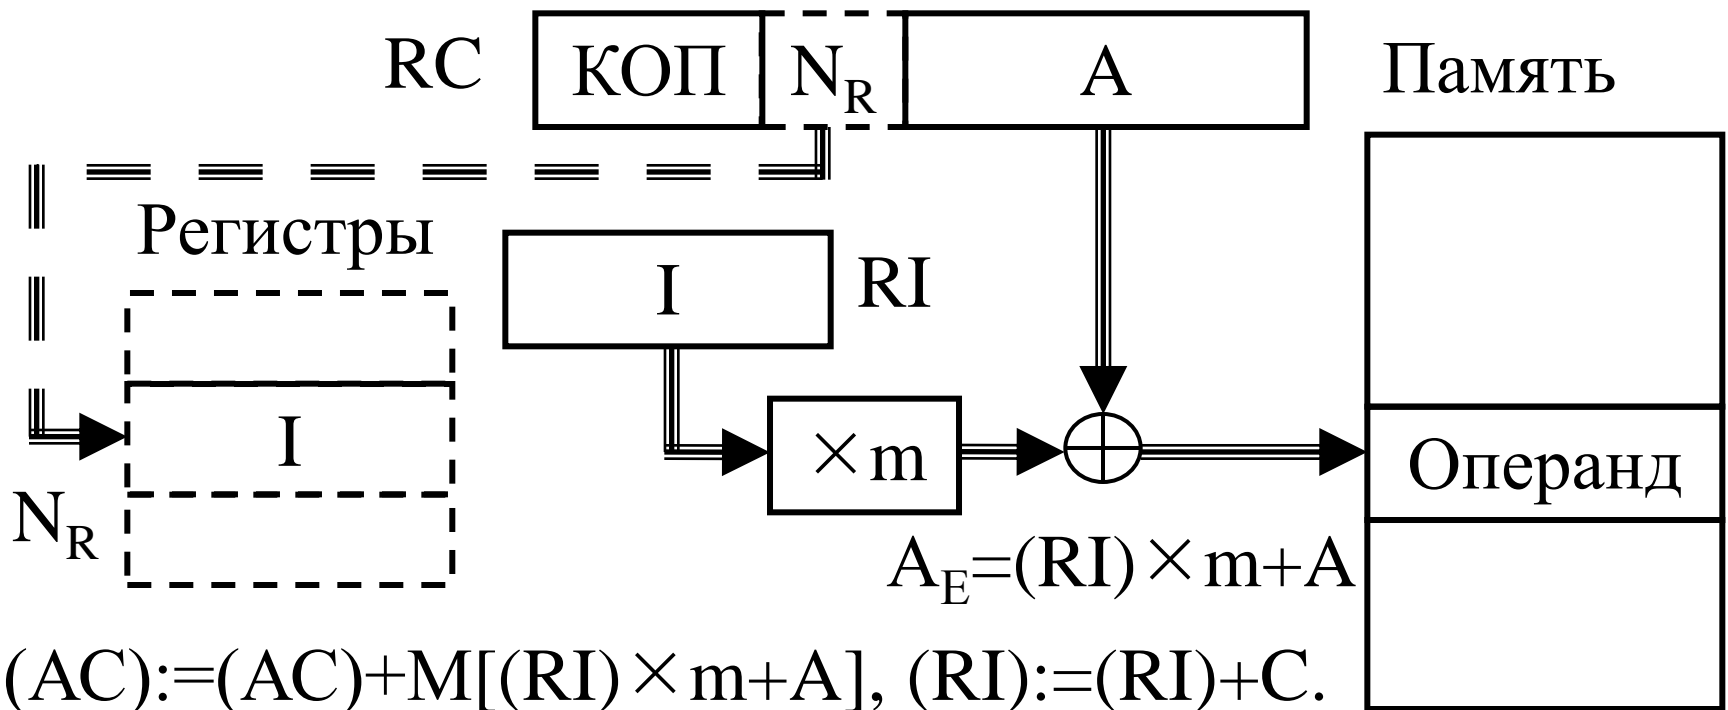 RC КОП N_R A Память
Регистры
I RI
I
×m
Операнд
N_R
A_E=(RI)×m+A
(AC):=(AC)+M[(RI)×m+A], (RI):=(RI)+C.